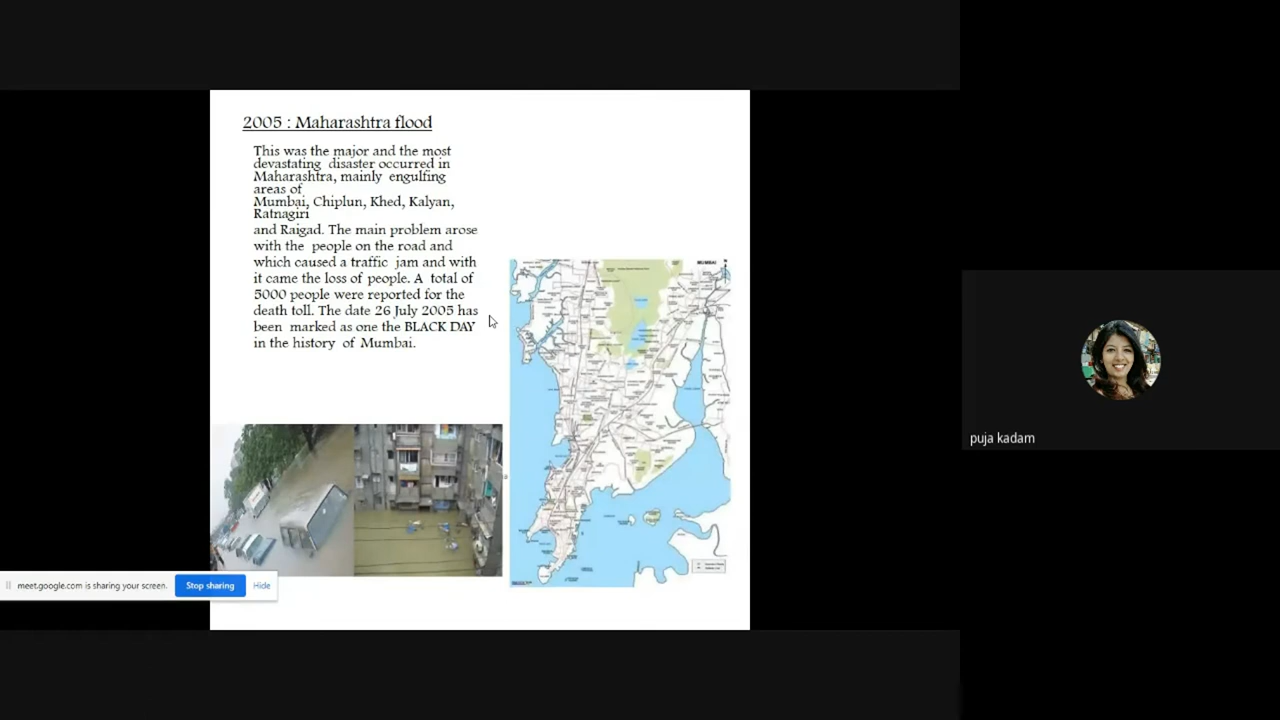 2005 : Maharashtra flood
This was the major and the most
devastating disaster occurred in
Maharashtra, mainly engulfing
areas of
Mumbai, Chiplun, Khed, Kalyan,
Ratnagiri
and Raigad. The main problem arose
with the people on the road and
which caused a traffic jam and with
it came the loss of people. A total of
5000 people were reported for the
death toll. The date 26 July 2005 has
been marked as one the BLACK DAY
in the history of Mumbai.
MUMBAI
meet.google.com is sharing your screen.
Stop sharing
Hide
puja kadam